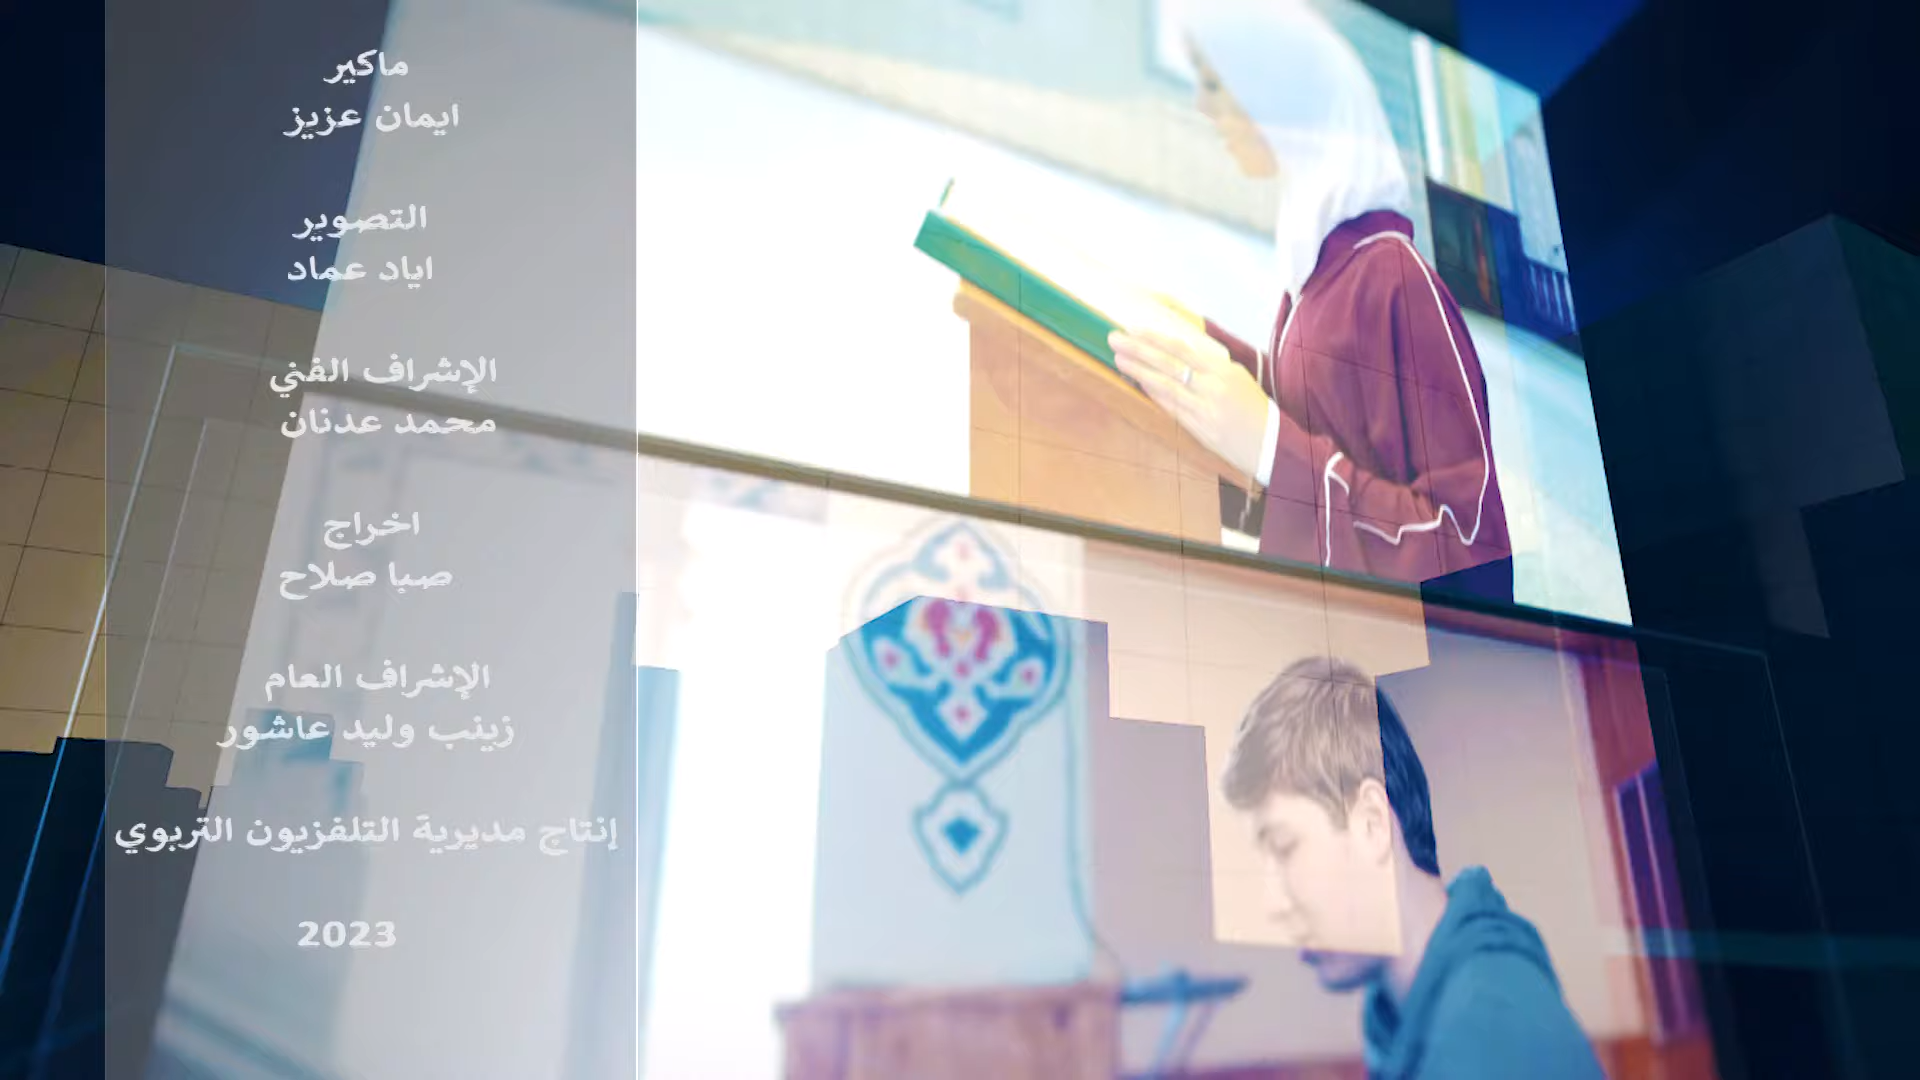 ماكير
ايمان عزيز
التصوير
اياد عماد
الإشراف الفني
محمد عدنان
اخراج
صبا صلاح
الإشراف العام
زينب وليد عاشور
إنتاج مديرية التلفزيون التربوي
2023